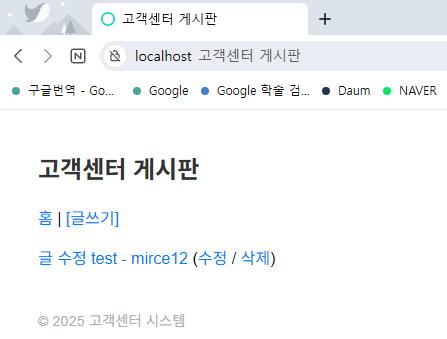 고객센터 게시판
localhost 고객센터 게시판
구글번역 - Go... Google Google 학술 검... Daum NAVER
고객센터 게시판
홈 | [글쓰기]
글 수정 test - mirce12 (수정 / 삭제)
© 2025 고객센터 시스템